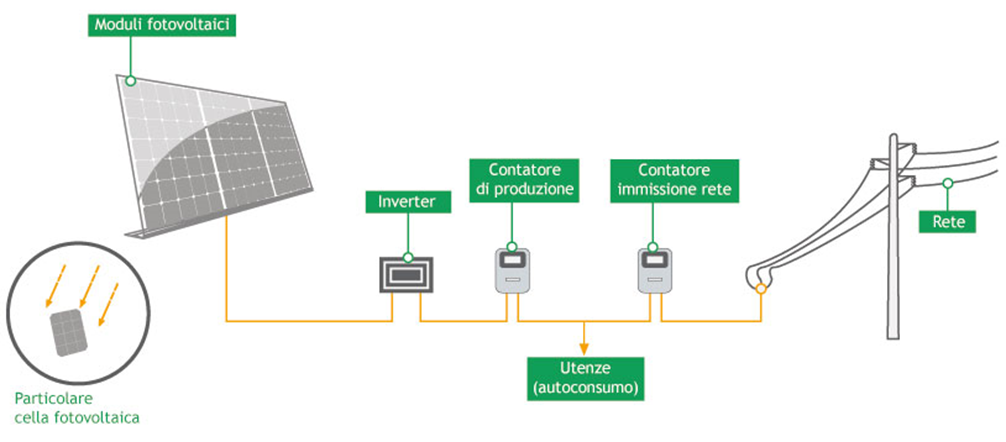 Moduli fotovoltaici
Contatore
di produzione
Contatore
immissione rete
Inverter
Rete
Utenze
(autoconsumo)
Particolare
cella fotovoltaica